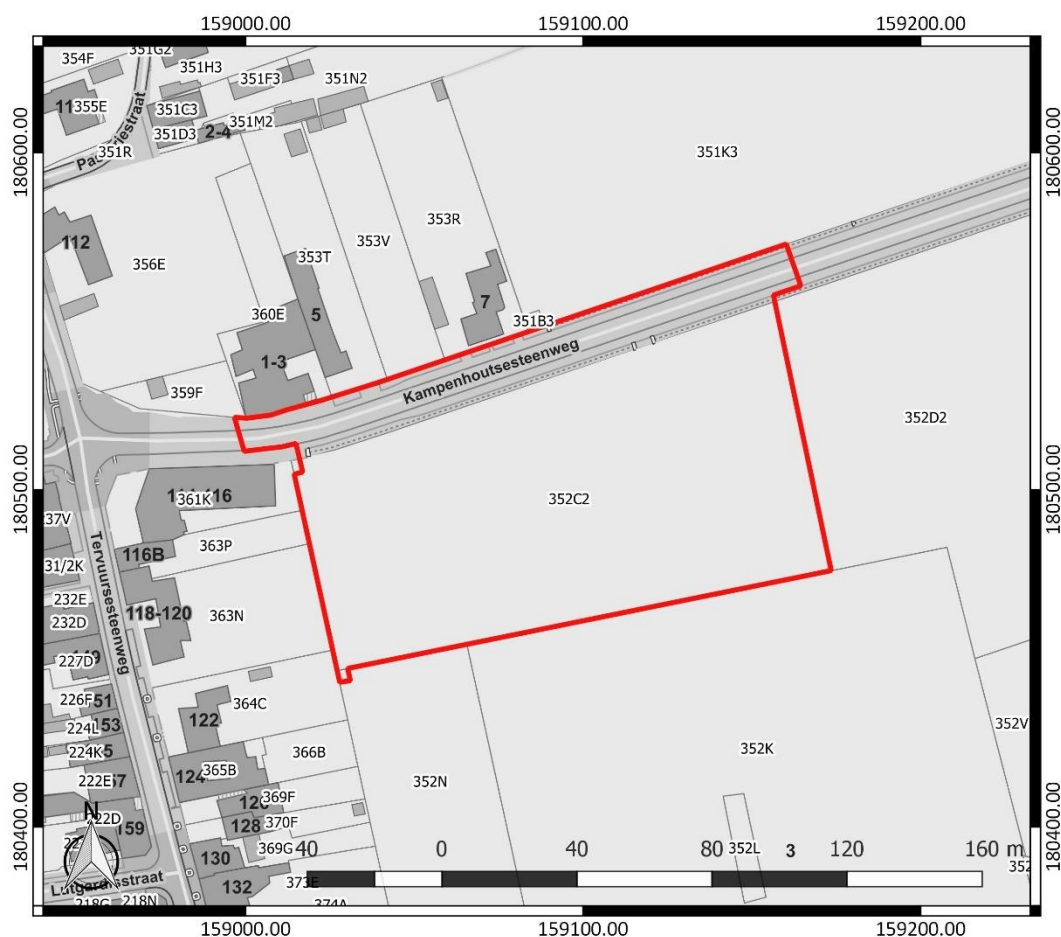 159000.00 159100.00 159200.00
180600.00
180500.00
180400.00
180600.00
180500.00
180400.00
354F
351G2
351H3
351F3
351N2
355E
351C3
351M2
351D3
2-4
351R
351K3
112
356E
353R
353V
353T
360E
5
7
351B3
1-3
Kampenhoutsesteenweg
359F
352D2
352C2
361K
116B
363P
31/2K
232E
232D
118-120
363N
Tervuursesteenweg
227D
226F
224L
224K
222E
364C
122
366B
365B
352V
352K
352N
369F
128
370F
369G
159
130
352L
3
N
Lutgardisstraat
132
373E
374A
218G
218N
40 0 40 80 120 160 m
159000.00 159100.00 159200.00